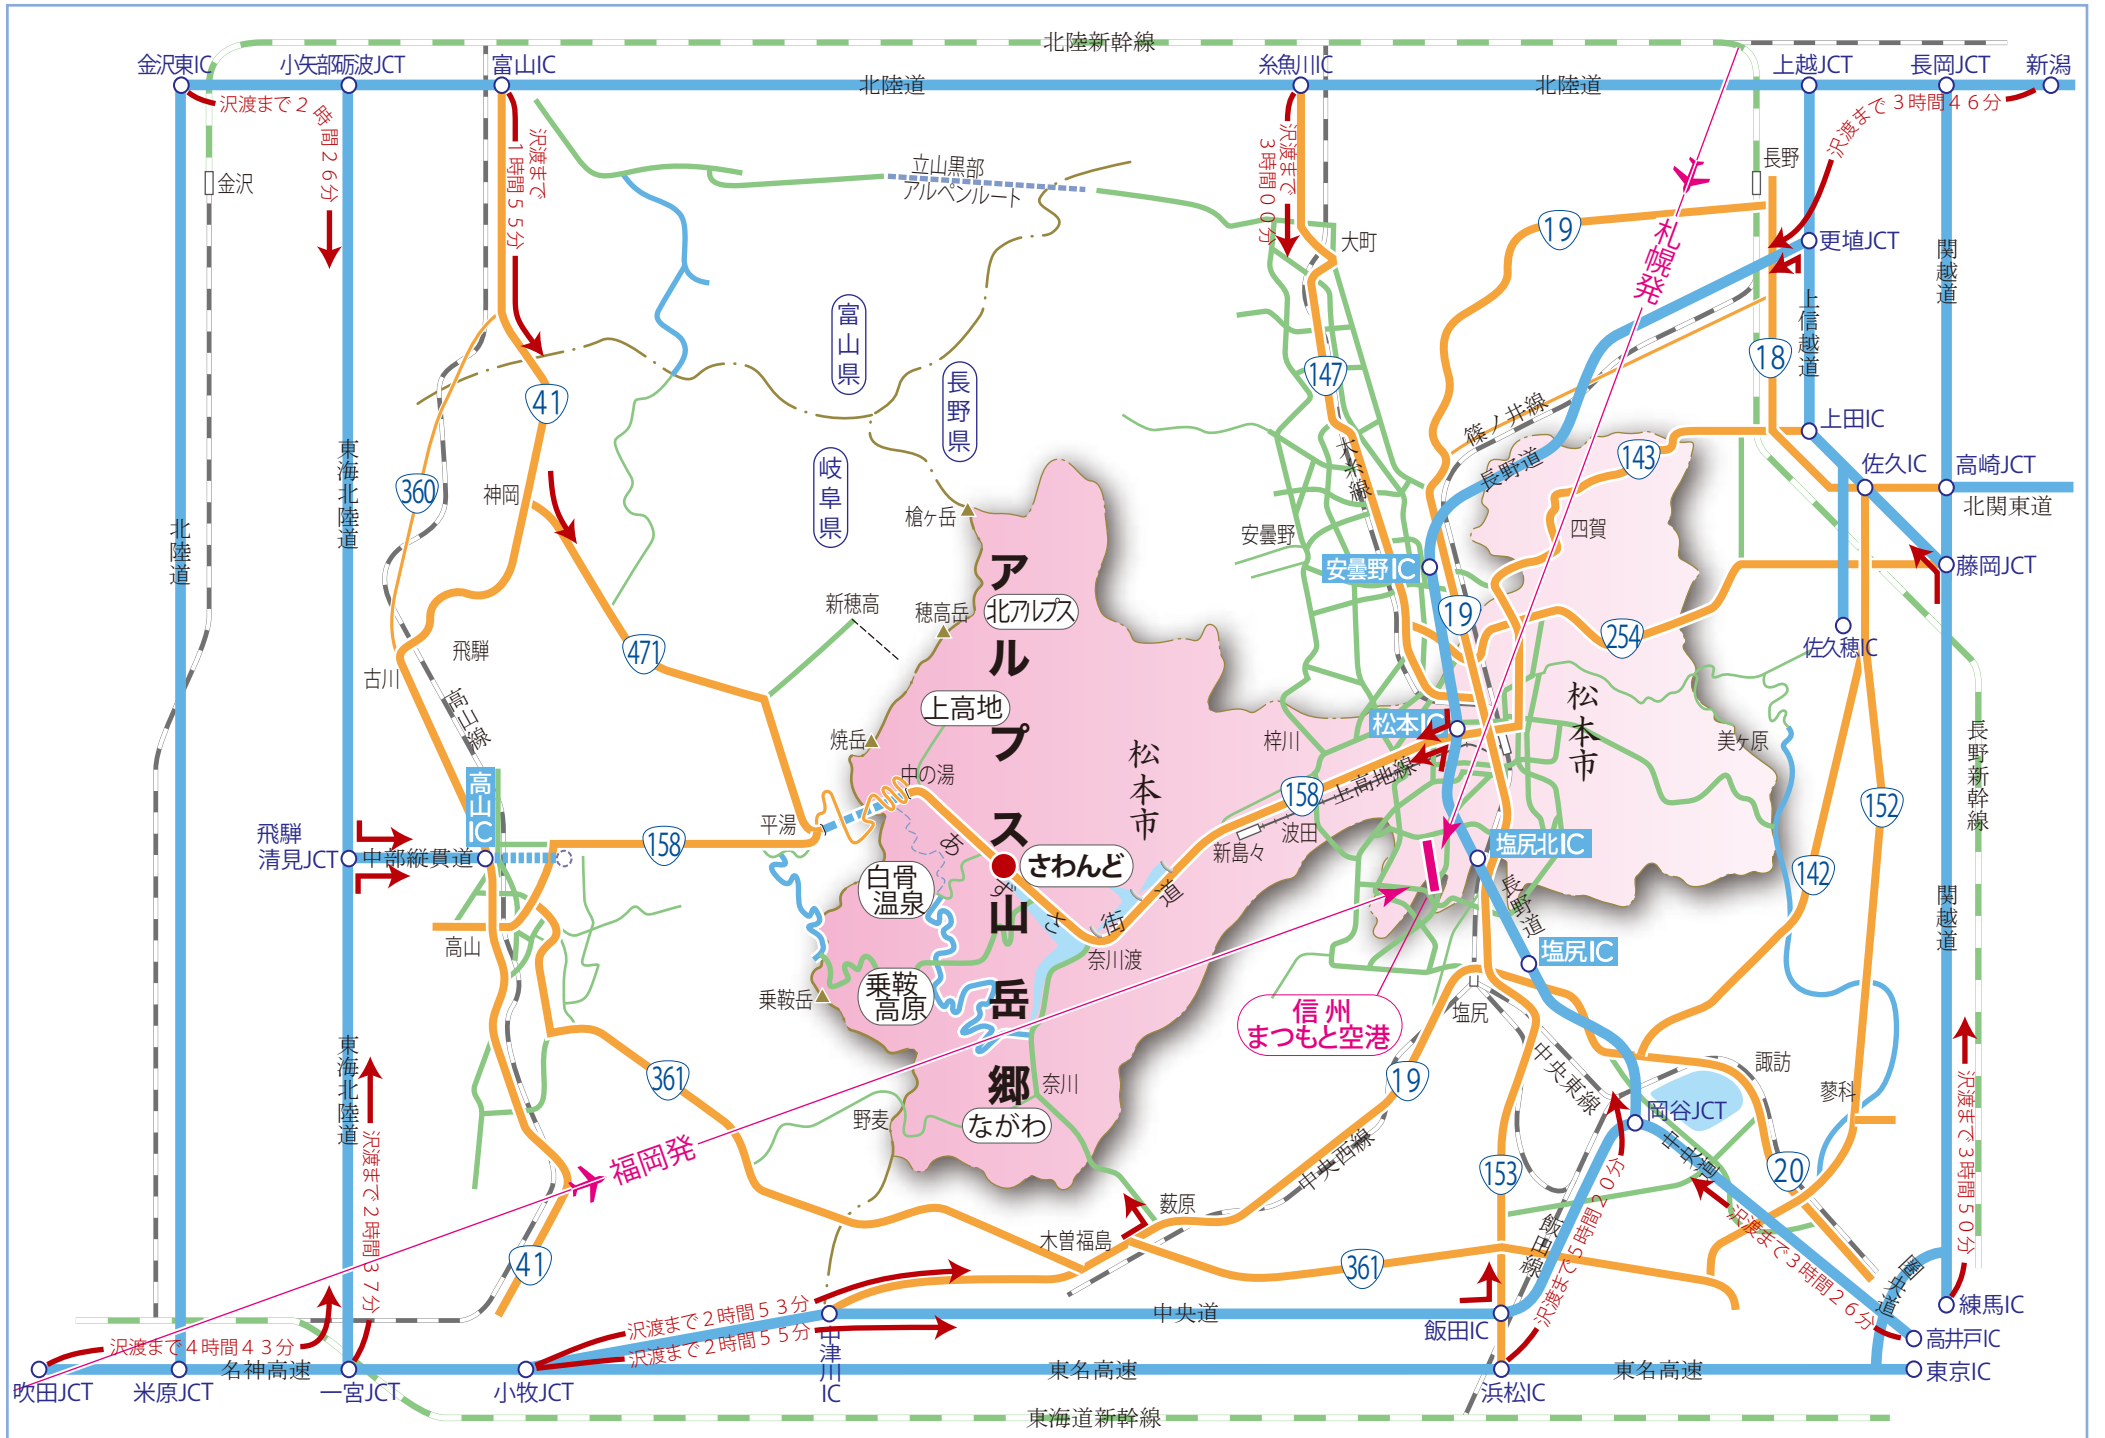 北陸新幹線
金沢東IC
小矢部砺波JCT
富山IC
糸魚川IC
上越JCT
長岡JCT
新潟
北陸道
北陸道
沢渡まで2時間26分
沢渡まで
1時間55分
沢渡まで
3時間00分
沢渡まで3時間46分
金沢
立山黒部
アルペンルート
長野
大町
19
札幌発
更埴JCT
関越道
上信越道
富山県
長野県
岐阜県
147
18
41
360
神岡
東海北陸道
北陸道
大糸線
篠ノ井線
長野道
143
上田IC
佐久IC
高崎JCT
北関東道
槍ヶ岳
安曇野
安曇野IC
四賀
藤岡JCT
アルプス山岳郷
北アルプス
新穂高
穂高岳
19
254
佐久穂IC
飛騨
古川
471
高山線
上高地
焼岳
松本市
松本市
松本IC
梓川
美ヶ原
長野新幹線
中の湯
高山IC
平湯
158
158
上高地線
波田
新島々
152
飛騨
清見JCT
中部縦貫道
あずさ街道
さわんど
白骨
温泉
塩尻北IC
142
長野道
高山
奈川渡
塩尻IC
関越道
乗鞍
高原
乗鞍岳
信州
まつもと空港
塩尻
東海北陸道
361
奈川
19
中央東線
諏訪
蓼科
野麦
ながわ
岡谷JCT
沢渡まで3時間50分
沢渡まで2時間37分
福岡発
中央西線
153
中央道
20
薮原
木曽福島
41
361
飯田線
沢渡まで5時間20分
沢渡まで3時間26分
圏央道
練馬IC
沢渡まで2時間53分
沢渡まで2時間55分
中央道
飯田IC
高井戸IC
沢渡まで4時間43分
中津川IC
名神高速
東名高速
東名高速
東京IC
吹田JCT
米原JCT
一宮JCT
小牧JCT
浜松IC
東海道新幹線